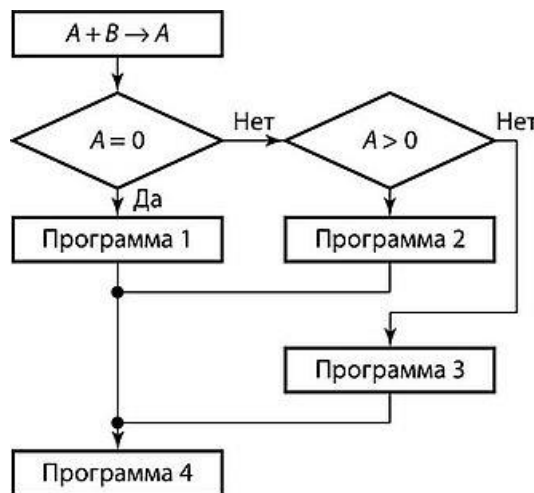 A + B → A
A = 0
Нет
A > 0
Нет
Да
Программа 1
Программа 2
Программа 3
Программа 4